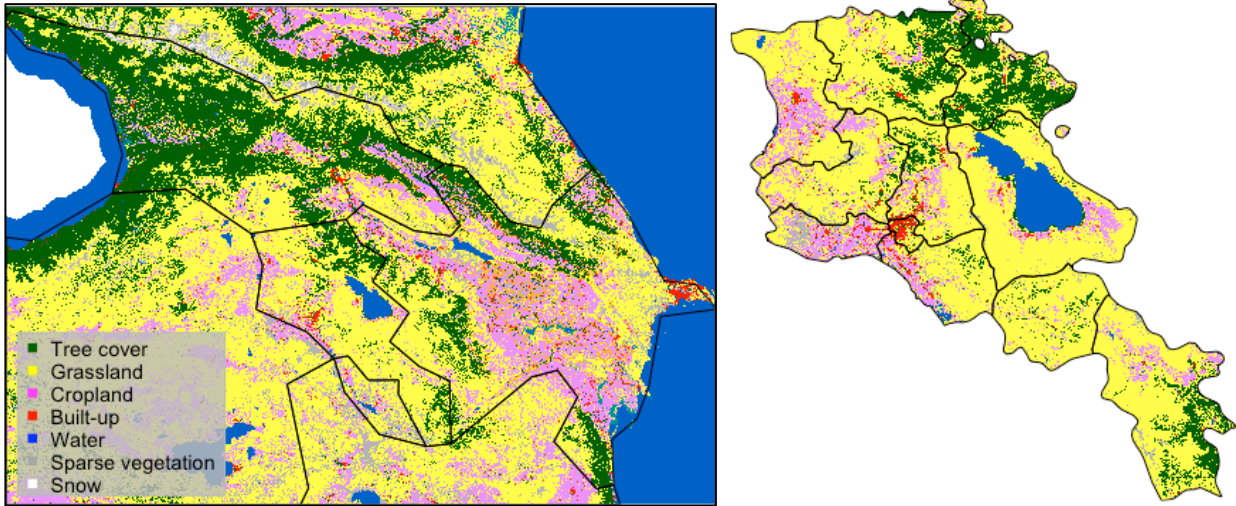 Tree cover
Grassland
Cropland
Built-up
Water
Sparse vegetation
Snow